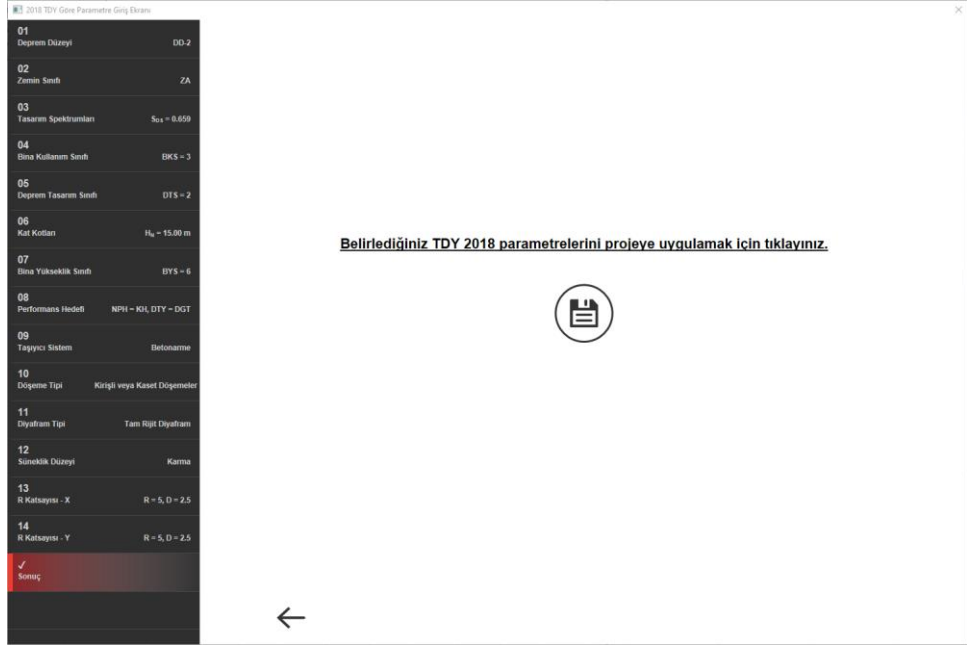 2018 TDY Göre Parametre Giriş Ekranı
01
Deprem Düzeyi DD-2
02
Zemin Sınıfı ZA
03
Tasarım Spektrumları S_DS = 0.659
04
Bina Kullanım Sınıfı BKS = 3
05
Deprem Tasarım Sınıfı DTS = 2
06
Kat Kotları H_N = 15.00 m
07
Bina Yükseklik Sınıfı BYS = 6
08
Performans Hedefi NPH = KH, DTY = DGT
09
Taşıyıcı Sistem Betonarme
10
Döşeme Tipi Kirişli veya Kaset Döşemeler
11
Diyafram Tipi Tam Rijit Diyafram
12
Süneklik Düzeyi Karma
13
R Katsayısı - X R = 5, D = 2.5
14
R Katsayısı - Y R = 5, D = 2.5
✓
Sonuç
Belirlediğiniz TDY 2018 parametrelerini projeye uygulamak için tıklayınız.